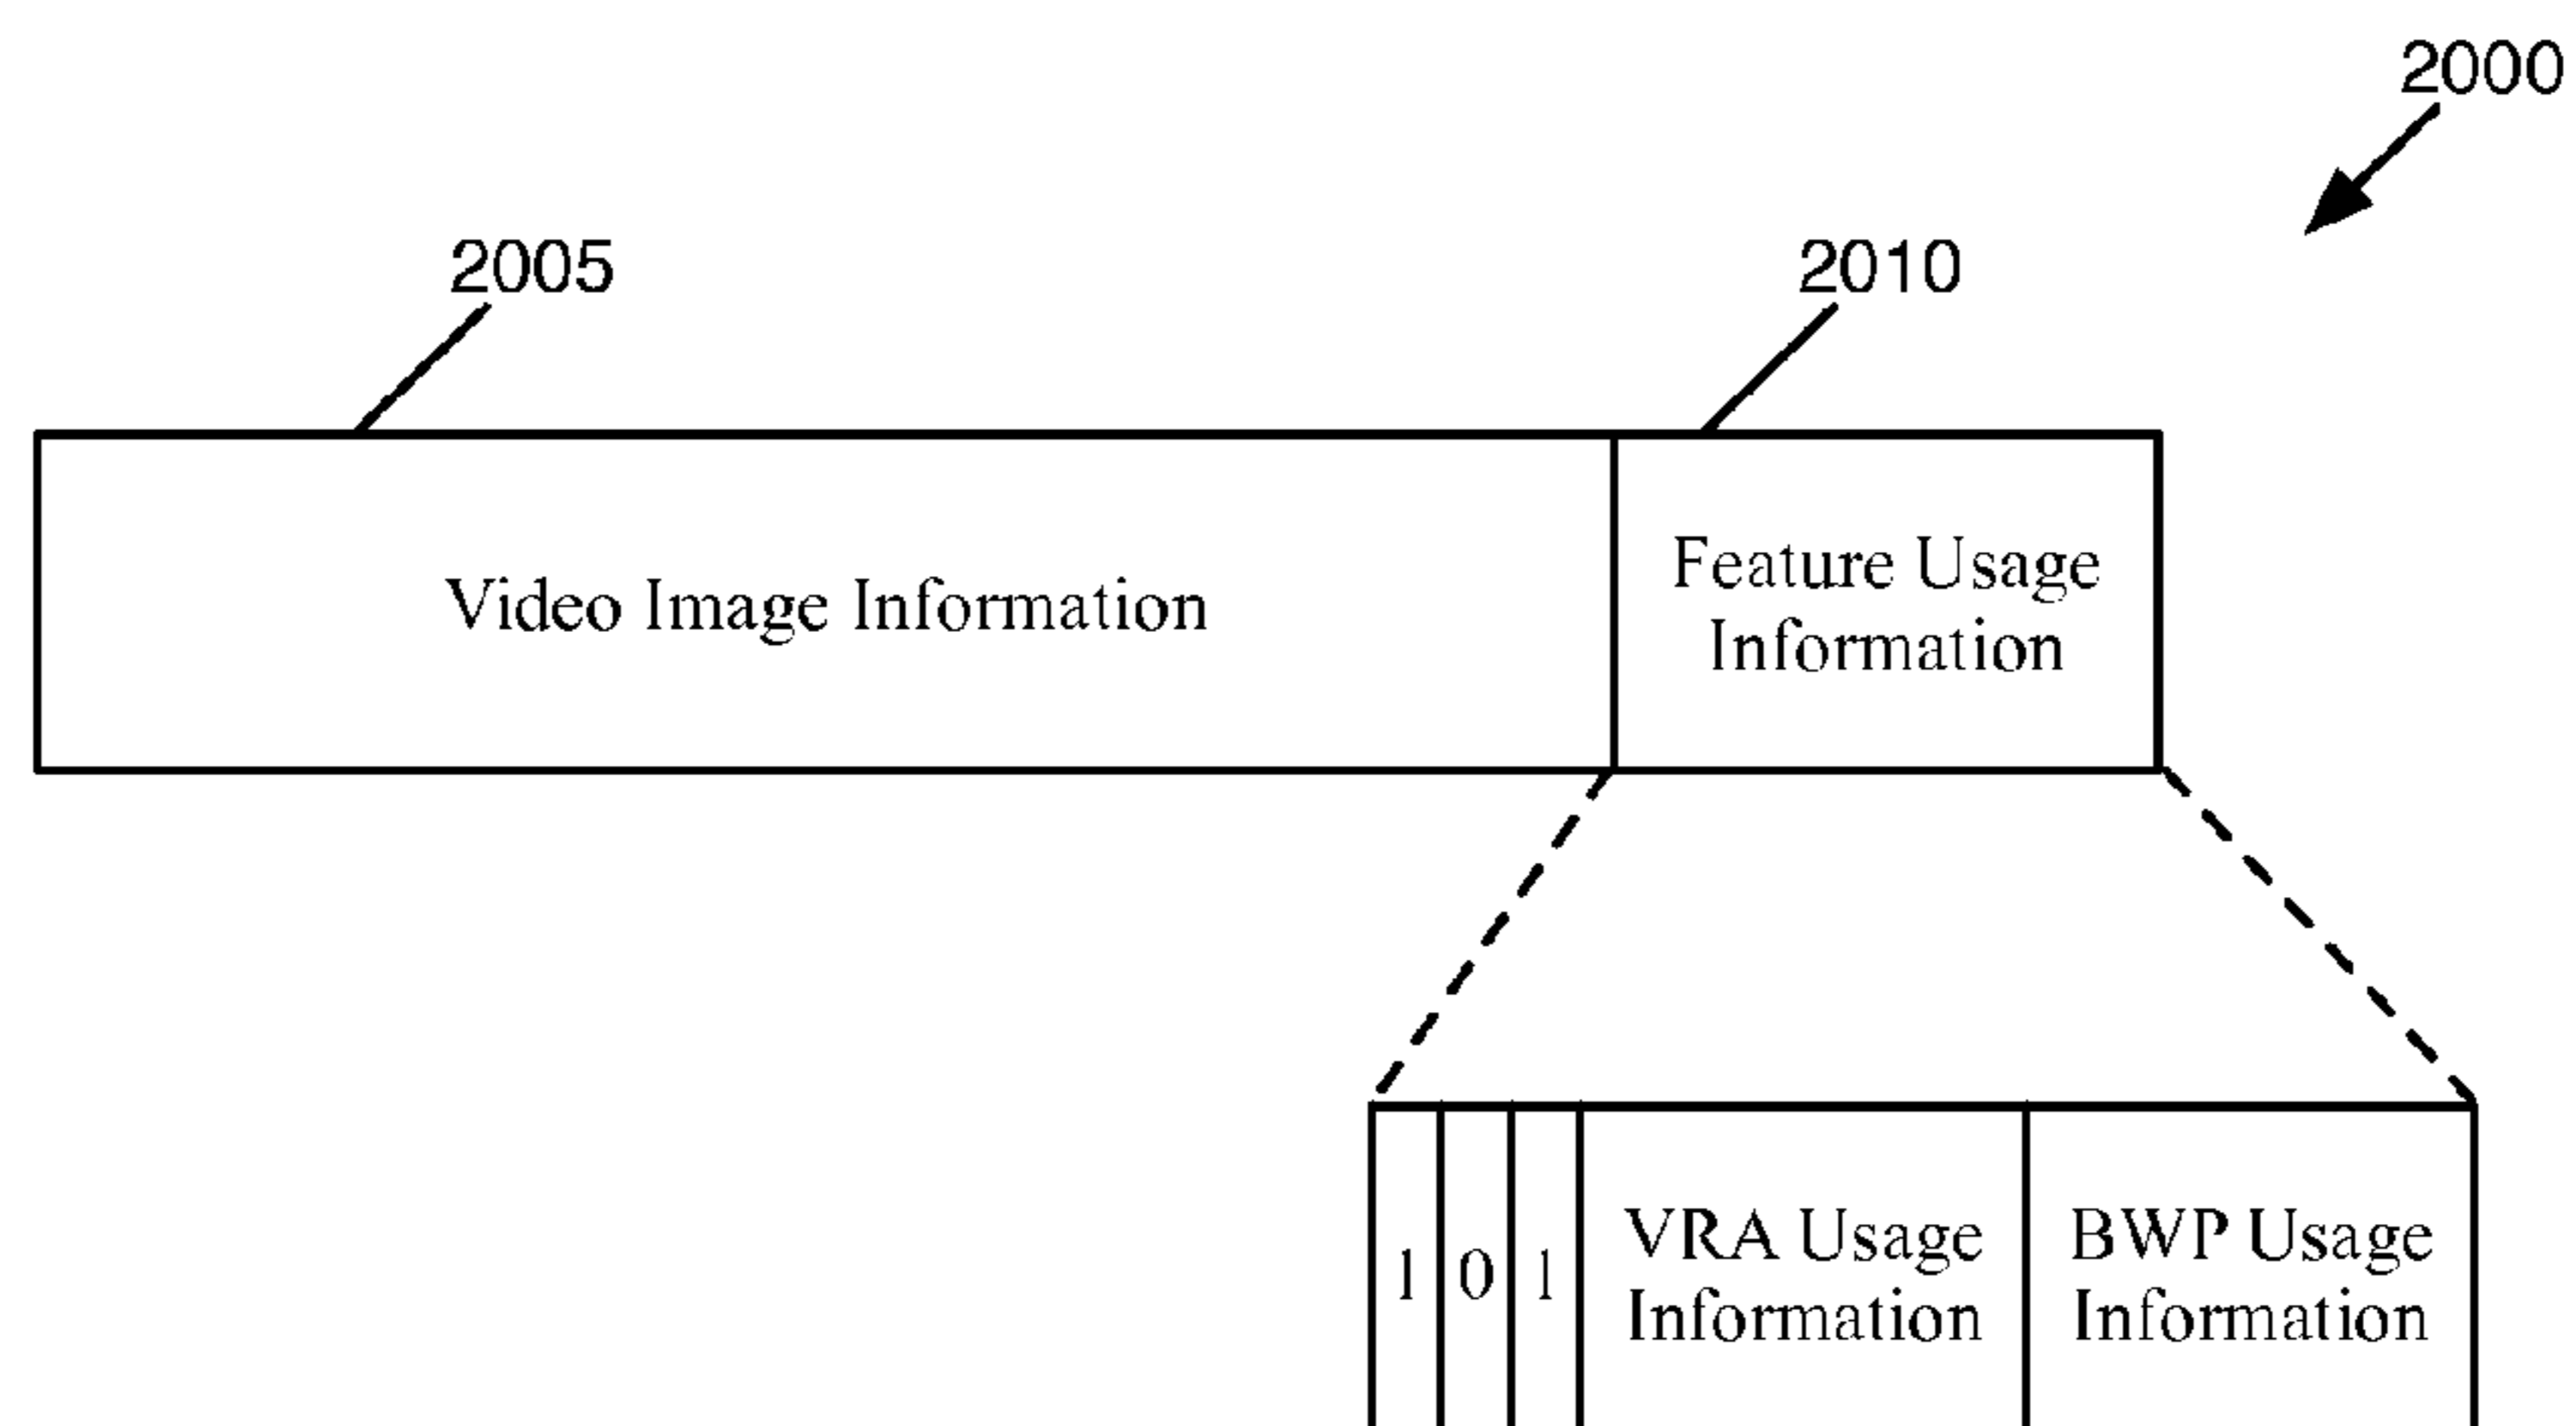 2000
2005
2010
Video Image Information
Feature Usage
Information
1 0 1
VRA Usage
Information
BWP Usage
Information